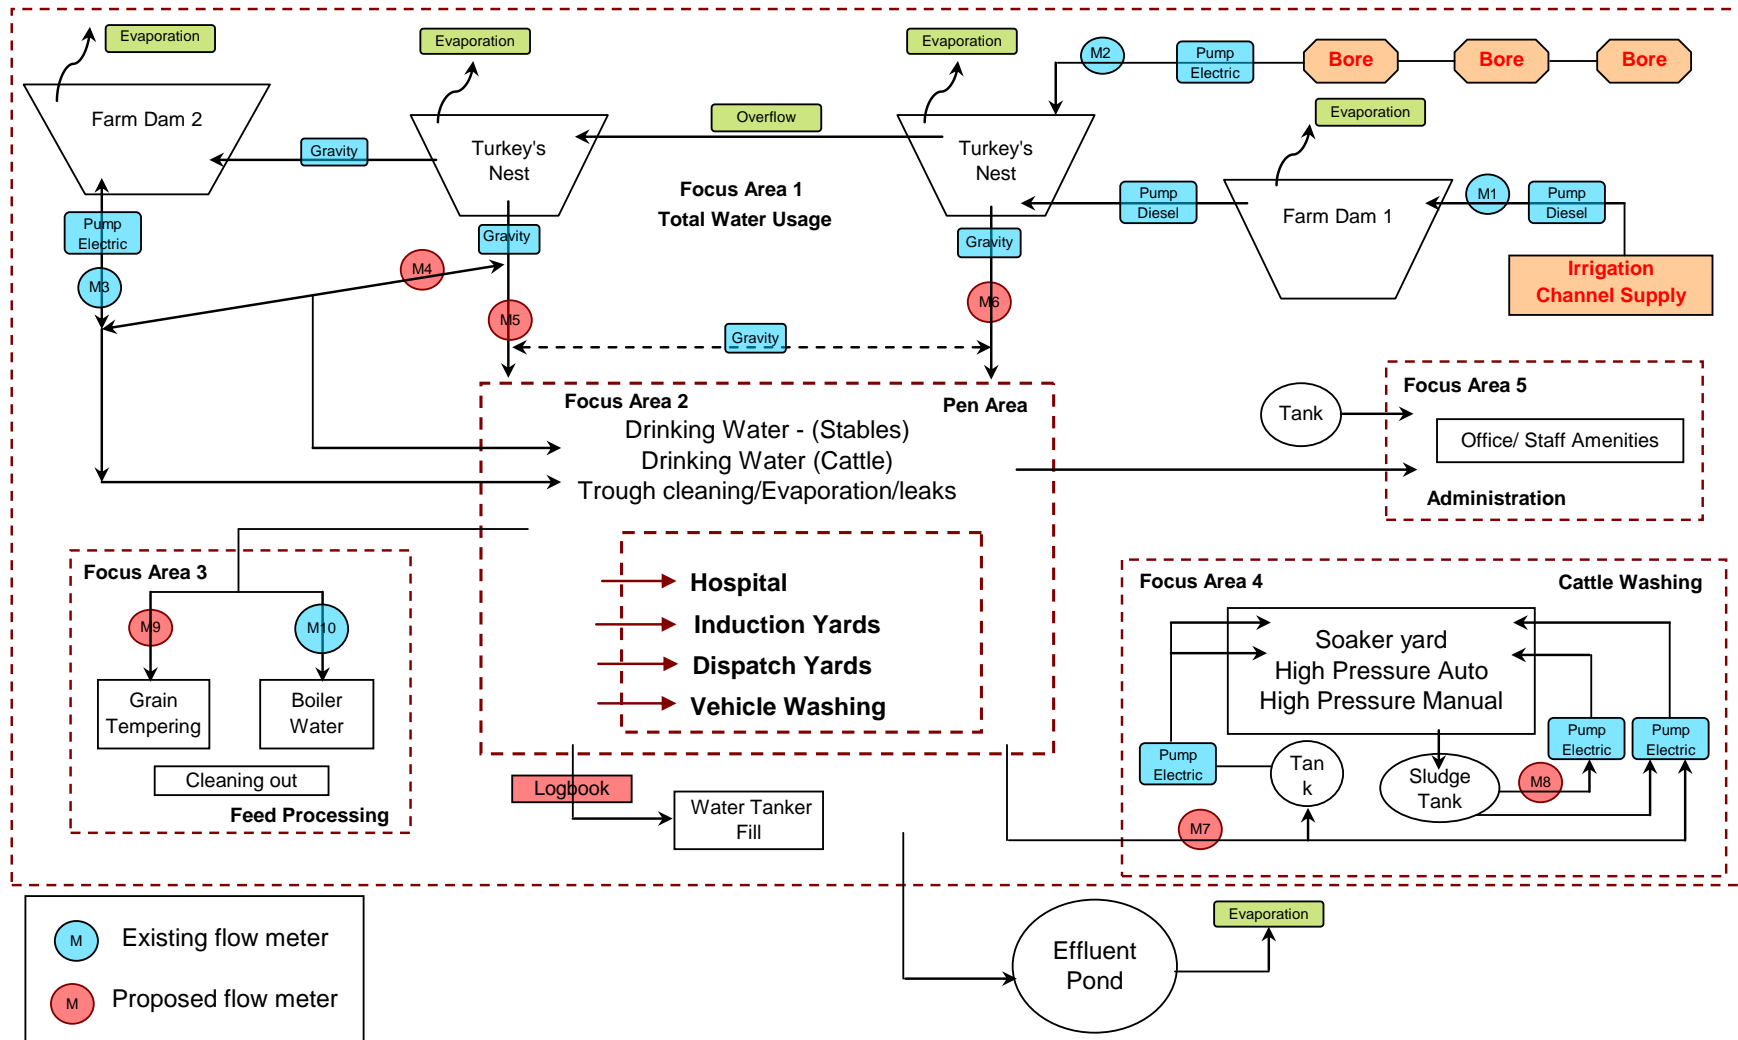 Evaporation
Evaporation
Evaporation
M2
Pump
Electric
Bore
Bore
Bore
Farm Dam 2
Overflow
Evaporation
Gravity
Turkey's
Nest
Turkey's
Nest
Focus Area 1
Total Water Usage
Pump
Diesel
Farm Dam 1
M1
Pump
Diesel
Pump
Electric
Gravity
Gravity
M4
M3
M5
M6
Irrigation
Channel Supply
Gravity
Focus Area 2
Pen Area
Drinking Water - (Stables)
Drinking Water (Cattle)
Trough cleaning/Evaporation/leaks
Tank
Focus Area 5
Office/ Staff Amenities
Administration
Focus Area 3
M9
M10
Grain
Tempering
Boiler
Water
Cleaning out
Feed Processing
Hospital
Induction Yards
Dispatch Yards
Vehicle Washing
Focus Area 4
Cattle Washing
Soaker yard
High Pressure Auto
High Pressure Manual
Pump
Electric
Tan
k
Sludge
Tank
M8
Pump
Electric
Pump
Electric
M7
Logbook
Water Tanker
Fill
Effluent
Pond
Evaporation
M
Existing flow meter
M
Proposed flow meter